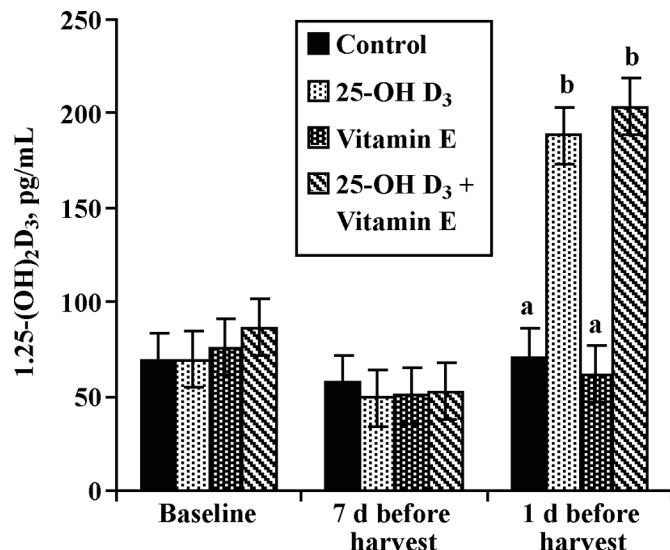 250
200
150
100
50
0
1.25-(OH)₂D₃, pg/mL
Control
25-OH D₃
Vitamin E
25-OH D₃ +
Vitamin E
a
b
a
b
Baseline
7 d before
harvest
1 d before
harvest